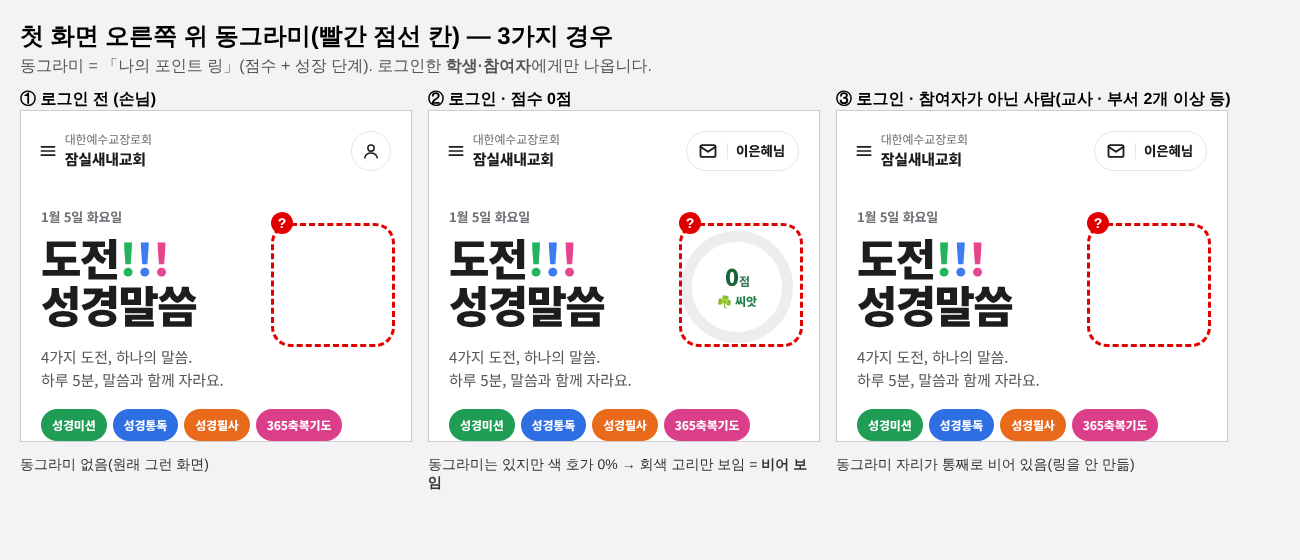 첫 화면 오른쪽 위 동그라미(빨간 점선 칸) — 3가지 경우
동그라미 = 「나의 포인트 링」(점수 + 성장 단계). 로그인한 학생·참여자에게만 나옵니다.
① 로그인 전 (손님)
대한예수교장로회
잠실새내교회
1월 5일 화요일
?
도전!!!
성경말씀
4가지 도전, 하나의 말씀.
하루 5분, 말씀과 함께 자라요.
성경미션 성경통독 성경필사 365축복기도
동그라미 없음(원래 그런 화면)
② 로그인 · 점수 0점
대한예수교장로회
잠실새내교회
이은혜님
1월 5일 화요일
?
도전!!!
성경말씀
0점
씨앗
4가지 도전, 하나의 말씀.
하루 5분, 말씀과 함께 자라요.
성경미션 성경통독 성경필사 365축복기도
동그라미는 있지만 색 호가 0% → 회색 고리만 보임 = 비어 보
임
③ 로그인 · 참여자가 아닌 사람(교사 · 부서 2개 이상 등)
대한예수교장로회
잠실새내교회
이은혜님
1월 5일 화요일
?
도전!!!
성경말씀
4가지 도전, 하나의 말씀.
하루 5분, 말씀과 함께 자라요.
성경미션 성경통독 성경필사 365축복기도
동그라미 자리가 통째로 비어 있음(링을 안 만듦)